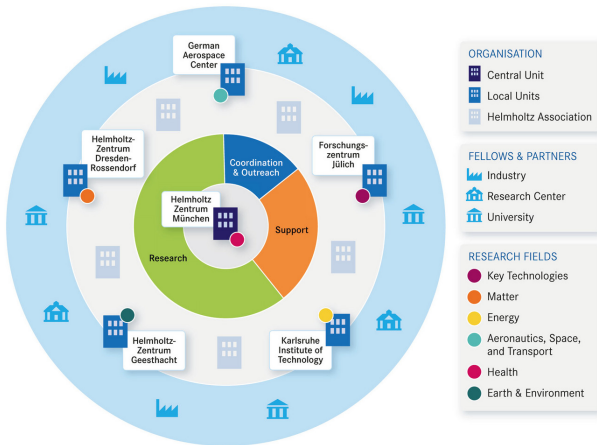 German
Aerospace
Center
Helmholtz-
Zentrum
Dresden-
Rossendorf
Forschungs-
zentrum
Jülich
Coordination
& Outreach
Helmholtz
Zentrum
München
Support
Research
Helmholtz-
Zentrum
Geesthacht
Karlsruhe
Institute of
Technology
ORGANISATION
Central Unit
Local Units
Helmholtz Association
FELLOWS & PARTNERS
Industry
Research Center
University
RESEARCH FIELDS
Key Technologies
Matter
Energy
Aeronautics, Space,
and Transport
Health
Earth & Environment